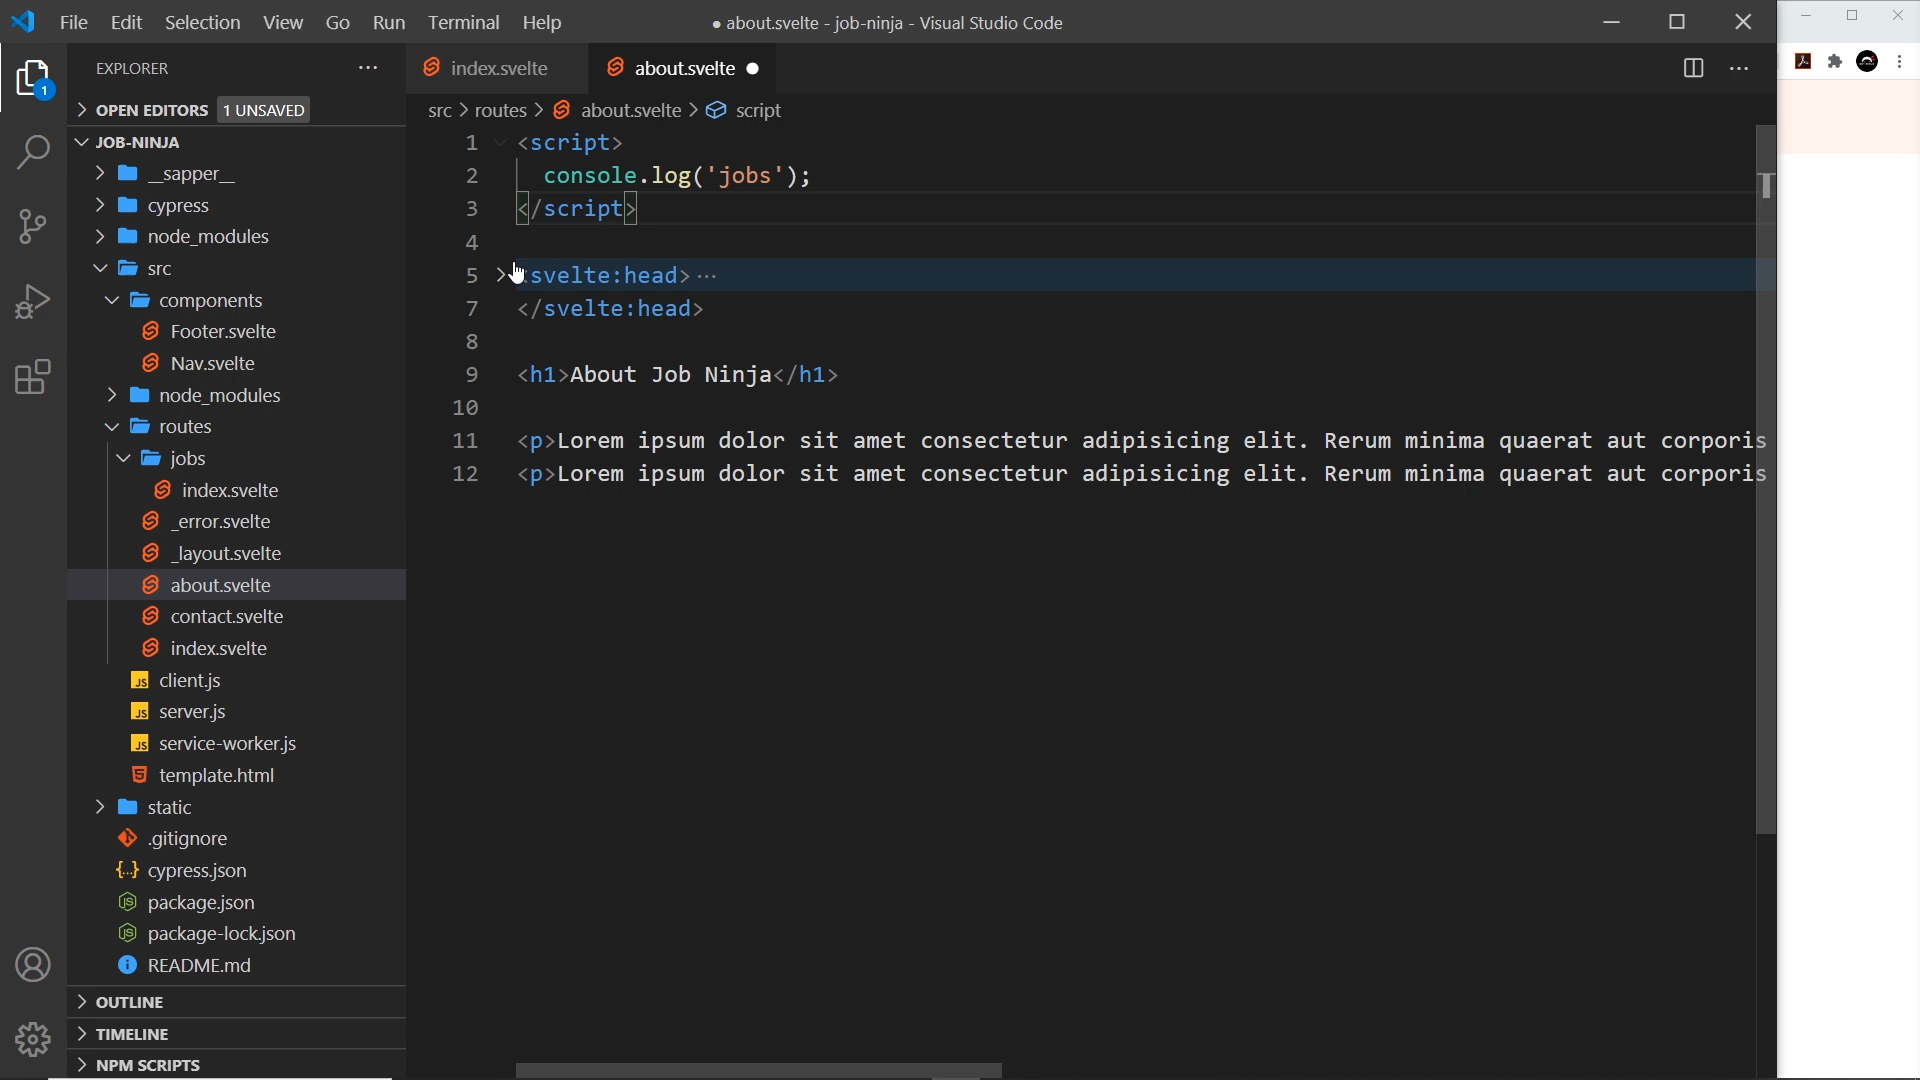 File Edit Selection View Go Run Terminal Help
● about.svelte - job-ninja - Visual Studio Code
EXPLORER
1
OPEN EDITORS 1 UNSAVED
JOB-NINJA
__sapper__
cypress
node_modules
src
components
Footer.svelte
Nav.svelte
node_modules
routes
jobs
index.svelte
_error.svelte
_layout.svelte
about.svelte
contact.svelte
index.svelte
client.js
server.js
service-worker.js
template.html
static
.gitignore
cypress.json
package.json
package-lock.json
README.md
OUTLINE
TIMELINE
NPM SCRIPTS
index.svelte about.svelte
src > routes > about.svelte > script
1 <script>
2 console.log('jobs');
3 </script>
4
5 <svelte:head> ···
7 </svelte:head>
8
9 <h1>About Job Ninja</h1>
10
11 <p>Lorem ipsum dolor sit amet consectetur adipisicing elit. Rerum minima quaerat aut corporis
12 <p>Lorem ipsum dolor sit amet consectetur adipisicing elit. Rerum minima quaerat aut corporis